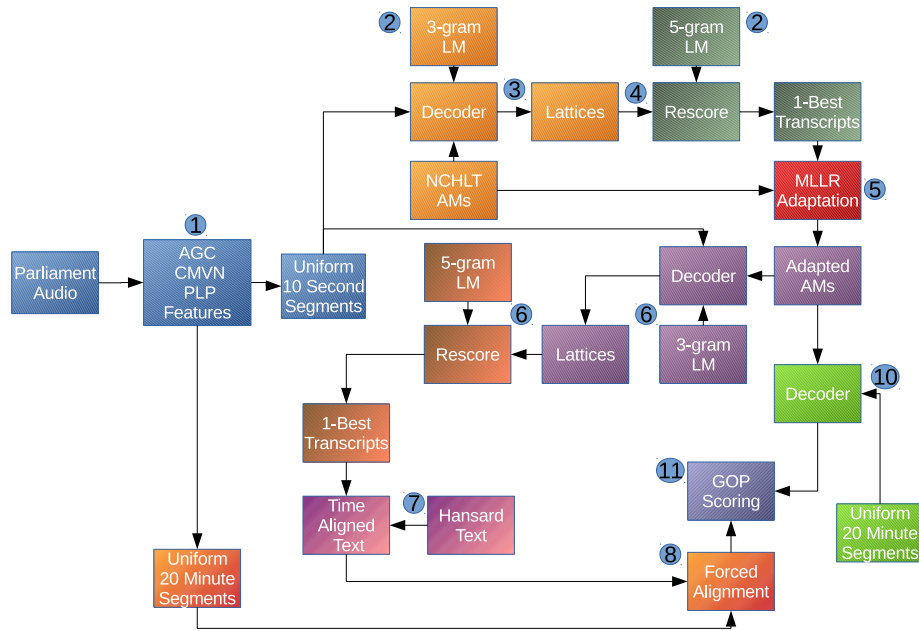 2
3-gram
LM
5-gram
LM
2
Decoder
3
Lattices
4
Rescore
1-Best
Transcripts
NCHLT
AMs
MLLR
Adaptation
5
1
Parliament
Audio
AGC
CMVN
PLP
Features
Uniform
10 Second
Segments
5-gram
LM
Decoder
Adapted
AMs
6
6
Rescore
Lattices
3-gram
LM
Decoder
10
1-Best
Transcripts
11
GOP
Scoring
Time
Aligned
Text
7
Hansard
Text
Uniform
20 Minute
Segments
8
Uniform
20 Minute
Segments
Forced
Alignment